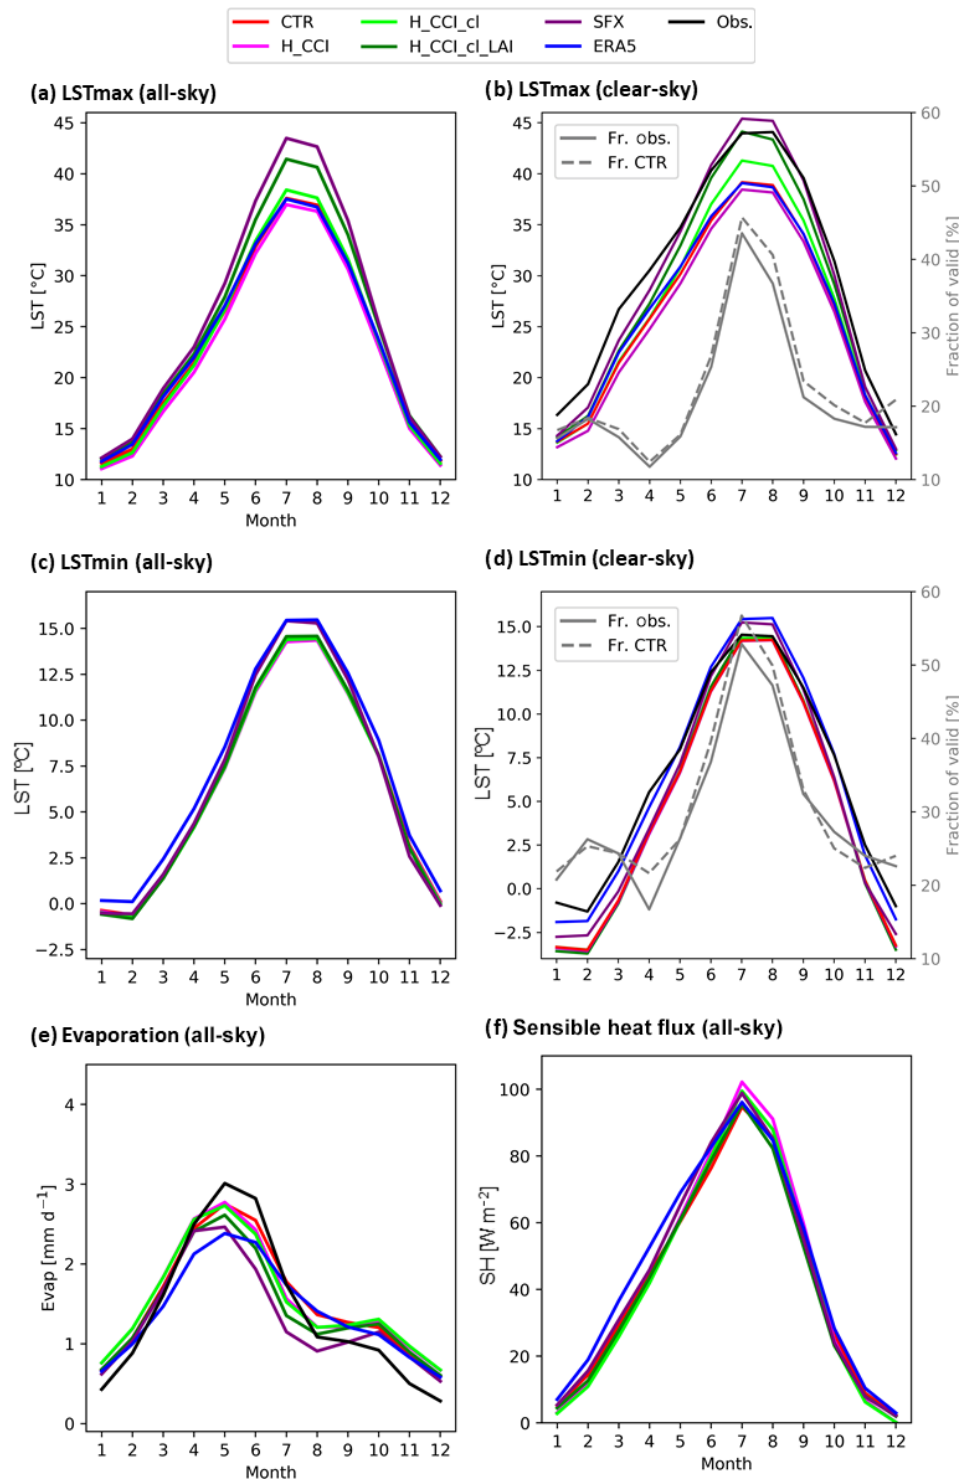 CTR H_CCI_cl SFX Obs.
H_CCI H_CCI_cl_LAI ERA5
(a) LSTmax (all-sky)
45
40
35
30
25
20
15
10
LST [°C]
1 2 3 4 5 6 7 8 9 10 11 12
Month
(b) LSTmax (clear-sky)
Fr. obs.
Fr. CTR
45
40
35
30
25
20
15
10
LST [°C]
60
50
40
30
20
10
Fraction of valid [%]
1 2 3 4 5 6 7 8 9 10 11 12
Month
(c) LSTmin (all-sky)
15.0
12.5
10.0
7.5
5.0
2.5
0.0
−2.5
LST [ºC]
1 2 3 4 5 6 7 8 9 10 11 12
Month
(d) LSTmin (clear-sky)
Fr. obs.
Fr. CTR
15.0
12.5
10.0
7.5
5.0
2.5
0.0
−2.5
LST [ºC]
60
50
40
30
20
10
Fraction of valid [%]
1 2 3 4 5 6 7 8 9 10 11 12
Month
(e) Evaporation (all-sky)
4
3
2
1
0
Evap [mm d⁻¹]
1 2 3 4 5 6 7 8 9 10 11 12
Month
(f) Sensible heat flux (all-sky)
100
80
60
40
20
0
SH [W m⁻²]
1 2 3 4 5 6 7 8 9 10 11 12
Month